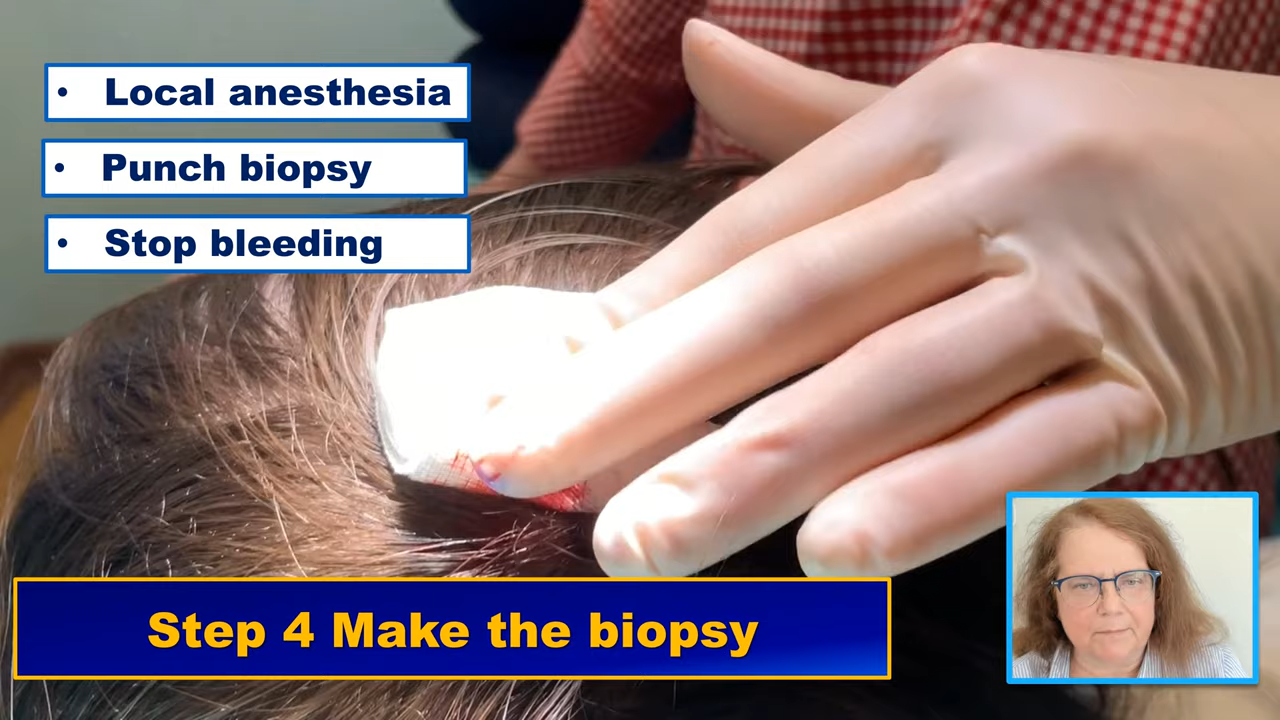 • Local anesthesia
• Punch biopsy
• Stop bleeding
Step 4 Make the biopsy